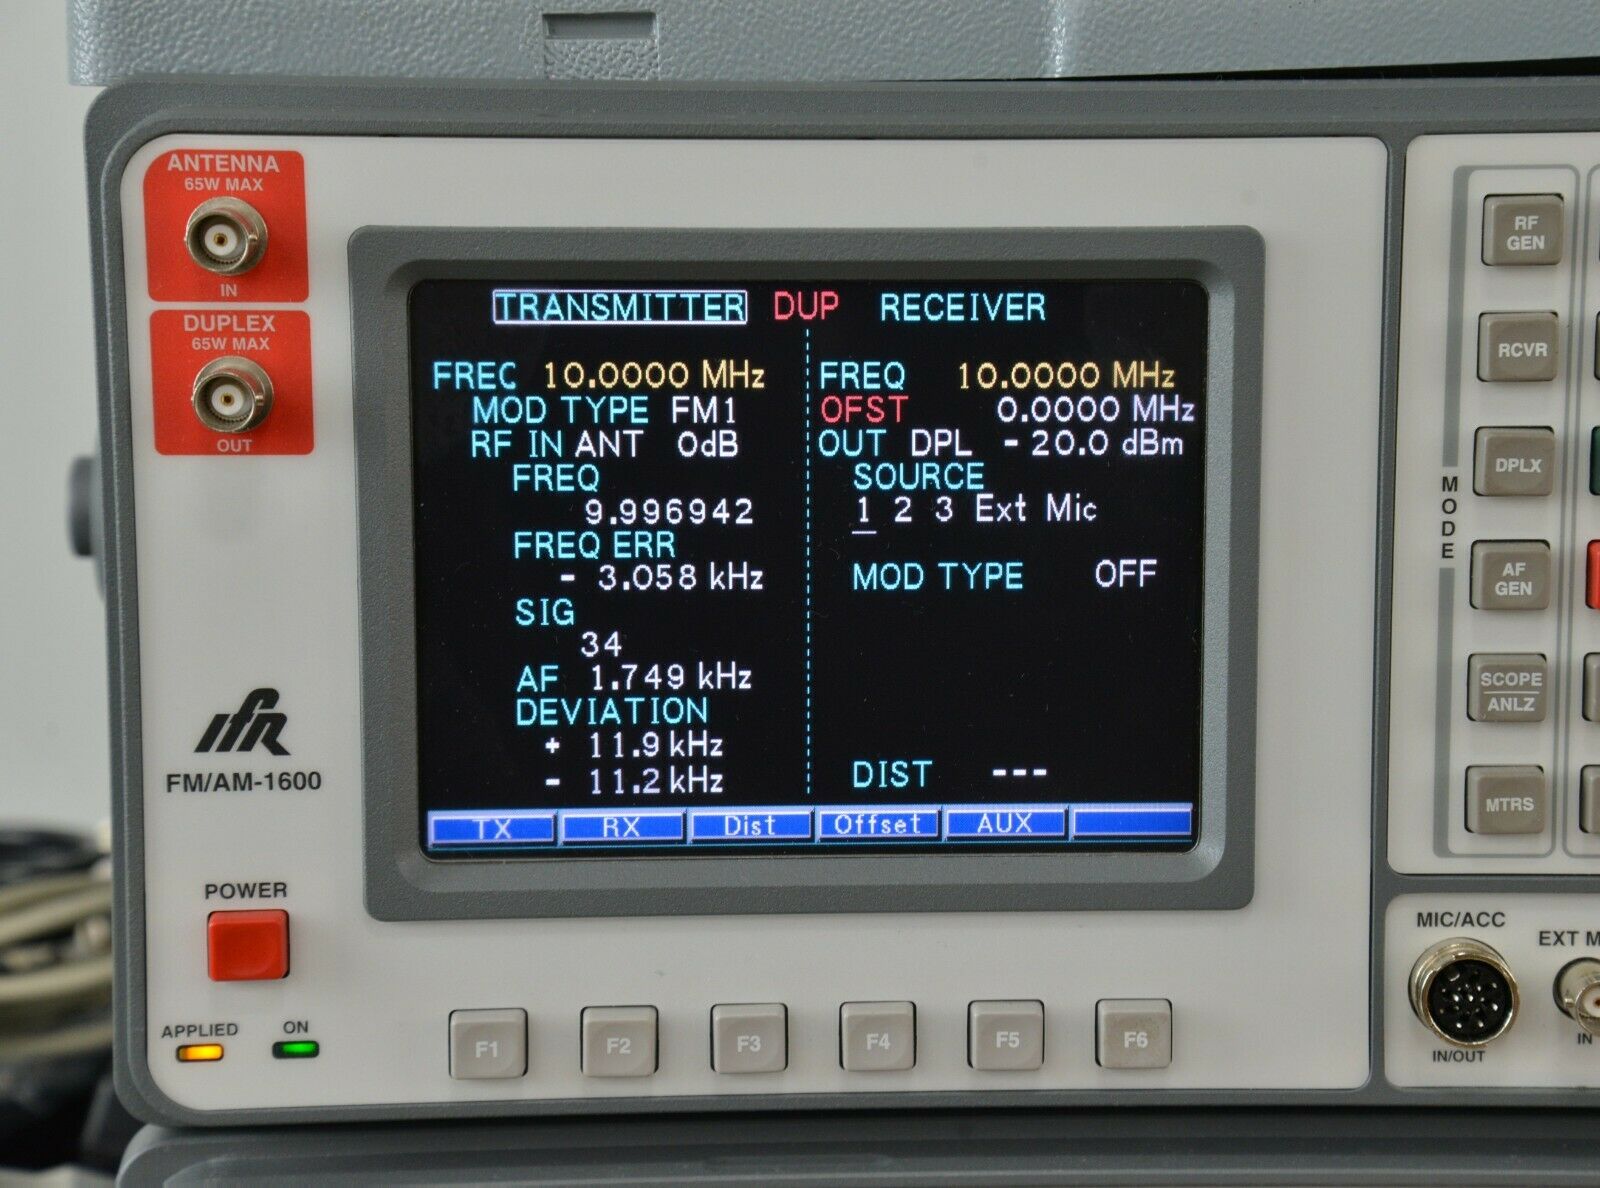 ANTENNA
65W MAX
IN
DUPLEX
65W MAX
OUT
IFR
FM/AM-1600
POWER
APPLIED ON
TRANSMITTER DUP RECEIVER
FREC 10.0000 MHz
MOD TYPE FM1
RF IN ANT 0dB
FREQ
9.996942
FREQ ERR
- 3.058 kHz
SIG
34
AF 1.749 kHz
DEVIATION
+ 11.9 kHz
- 11.2 kHz
FREQ 10.0000 MHz
OFST 0.0000 MHz
OUT DPL - 20.0 dBm
SOURCE
1 2 3 Ext Mic
MOD TYPE OFF
DIST ---
TX RX Dist Offset AUX
F1 F2 F3 F4 F5 F6
MODE
RF
GEN
RCVR
DPLX
AF
GEN
SCOPE
ANLZ
MTRS
MIC/ACC
IN/OUT
EXT M
IN